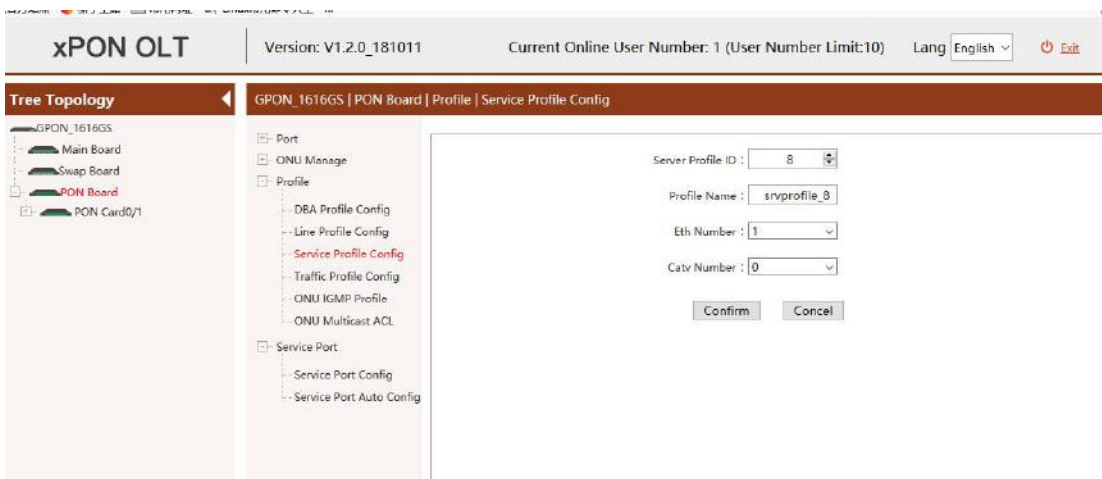 xPON OLT
Version: V1.2.0_181011
Current Online User Number: 1 (User Number Limit:10)
Lang English
Exit
Tree Topology
GPON_1616GS | PON Board | Profile | Service Profile Config
GPON_1616GS
Main Board
Swap Board
PON Board
PON Card0/1
Port
ONU Manage
Profile
DBA Profile Config
Line Profile Config
Service Profile Config
Traffic Profile Config
ONU IGMP Profile
ONU Multicast ACL
Service Port
Service Port Config
Service Port Auto Config
Server Profile ID : 8
Profile Name : srvprofile_8
Eth Number : 1
Catv Number : 0
Confirm
Concel